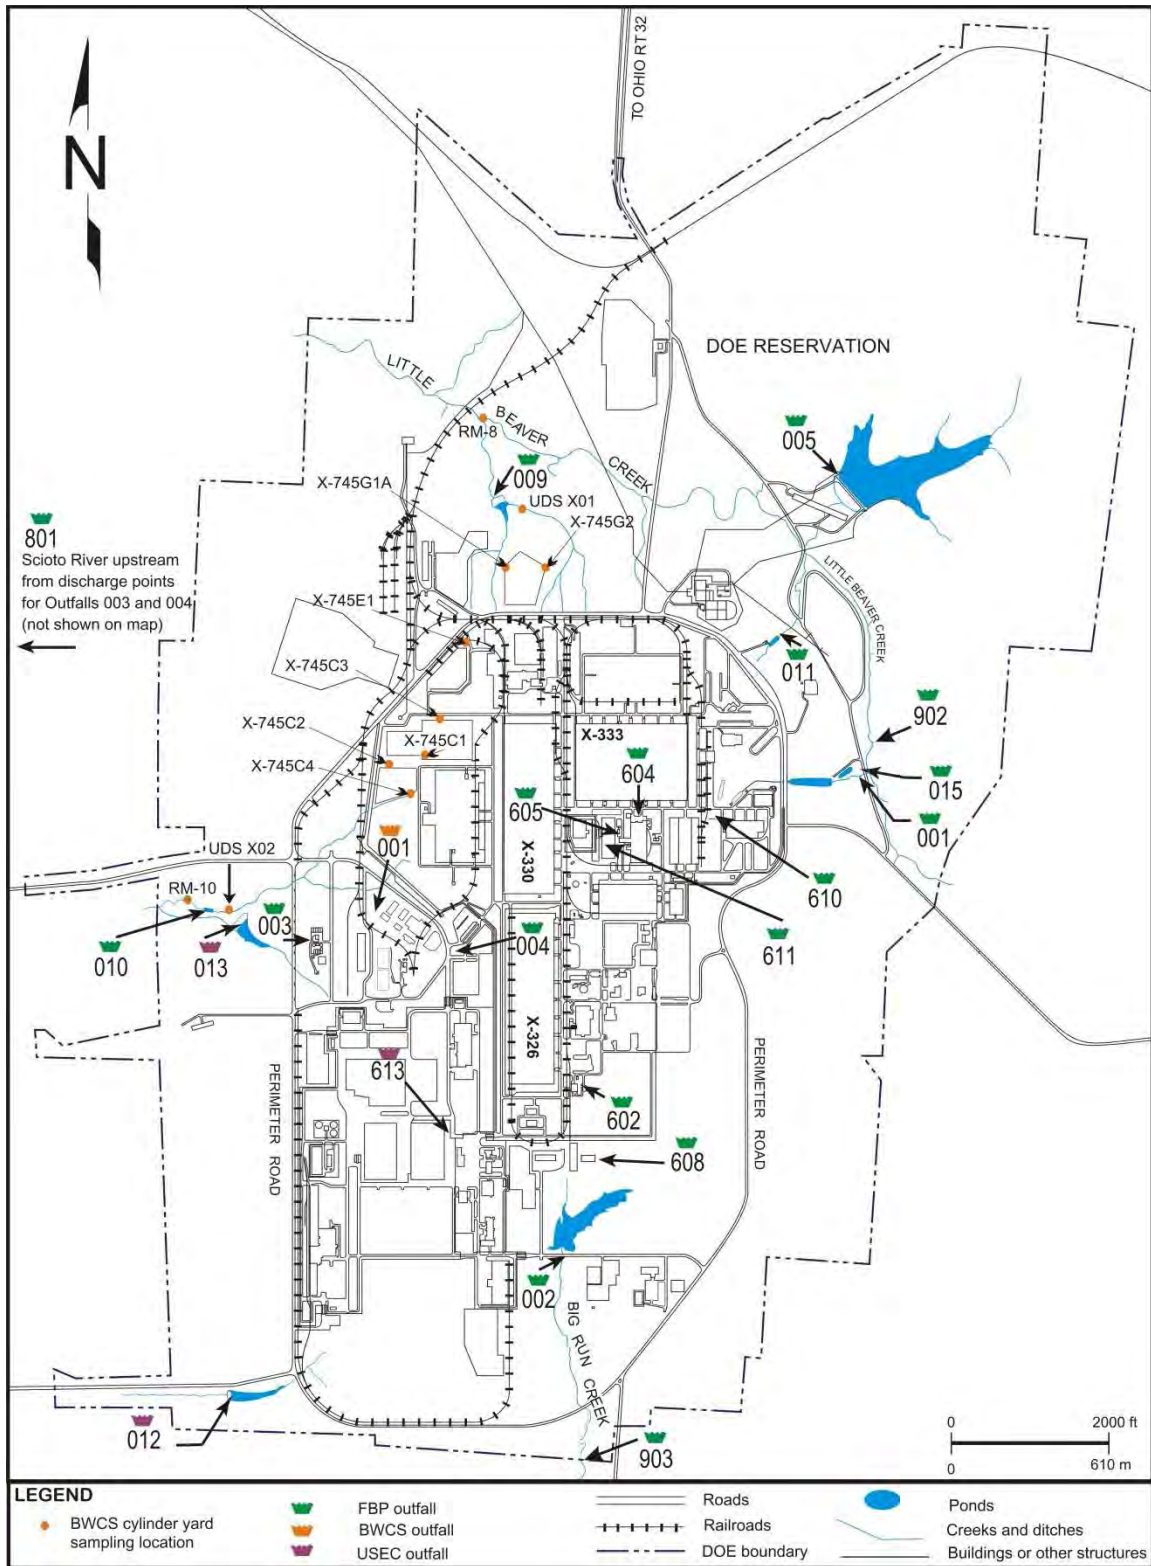 TO OHIO RT 32
N
DOE RESERVATION
LITTLE
BEAVER
CREEK
RM-8
005
009
X-745G1A
UDS X01
X-745G2
801
Scioto River upstream
from discharge points
for Outfalls 003 and 004
(not shown on map)
LITTLE BEAVER CREEK
X-745E1
011
X-745C3
902
X-745C2
X-745C1
X-333
X-745C4
604
015
605
001
001
UDS X02
X-330
RM-10
610
003
004
010
013
611
X-326
PERIMETER ROAD
PERIMETER ROAD
613
602
608
002
BIG RUN CREEK
0
2000 ft
012
903
0
610 m
LEGEND
BWCS cylinder yard
sampling location
FBP outfall
BWCS outfall
USEC outfall
Roads
Railroads
DOE boundary
Ponds
Creeks and ditches
Buildings or other structures